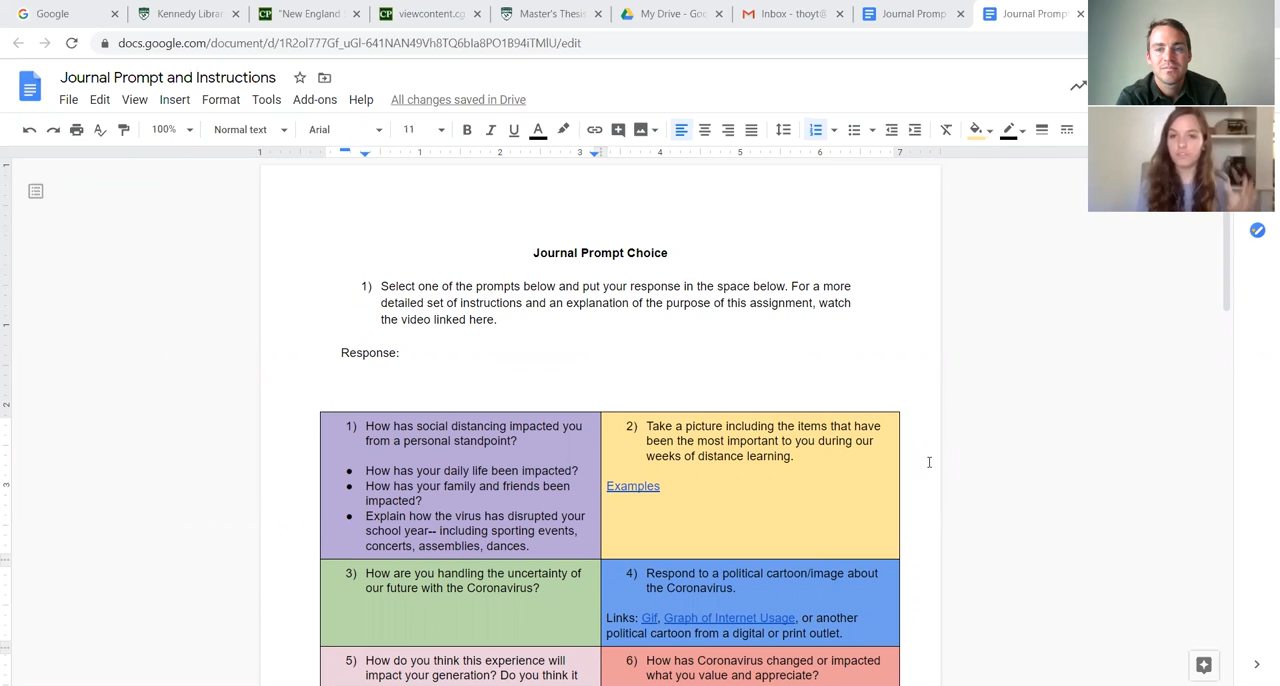 Google
Kennedy Librar
"New England
viewcontent.cg
Master's Thesi
My Drive - Goo
Inbox - thoyt@
Journal Promp
Journal Promp
docs.google.com/document/d/1R2ol777Gf_uGl-641NAN49Vh8TQ6bIa8PO1B94iTMlU/edit
Journal Prompt and Instructions
File Edit View Insert Format Tools Add-ons Help All changes saved in Drive
100% Normal text Arial 11
Journal Prompt Choice
1) Select one of the prompts below and put your response in the space below. For a more
detailed set of instructions and an explanation of the purpose of this assignment, watch
the video linked here.
Response:
1) How has social distancing impacted you
from a personal standpoint?
● How has your daily life been impacted?
● How has your family and friends been
impacted?
● Explain how the virus has disrupted your
school year-- including sporting events,
concerts, assemblies, dances.
2) Take a picture including the items that have
been the most important to you during our
weeks of distance learning.
Examples
3) How are you handling the uncertainty of
our future with the Coronavirus?
4) Respond to a political cartoon/image about
the Coronavirus.
Links: Gif, Graph of Internet Usage, or another
political cartoon from a digital or print outlet.
5) How do you think this experience will
impact your generation? Do you think it
6) How has Coronavirus changed or impacted
what you value and appreciate?